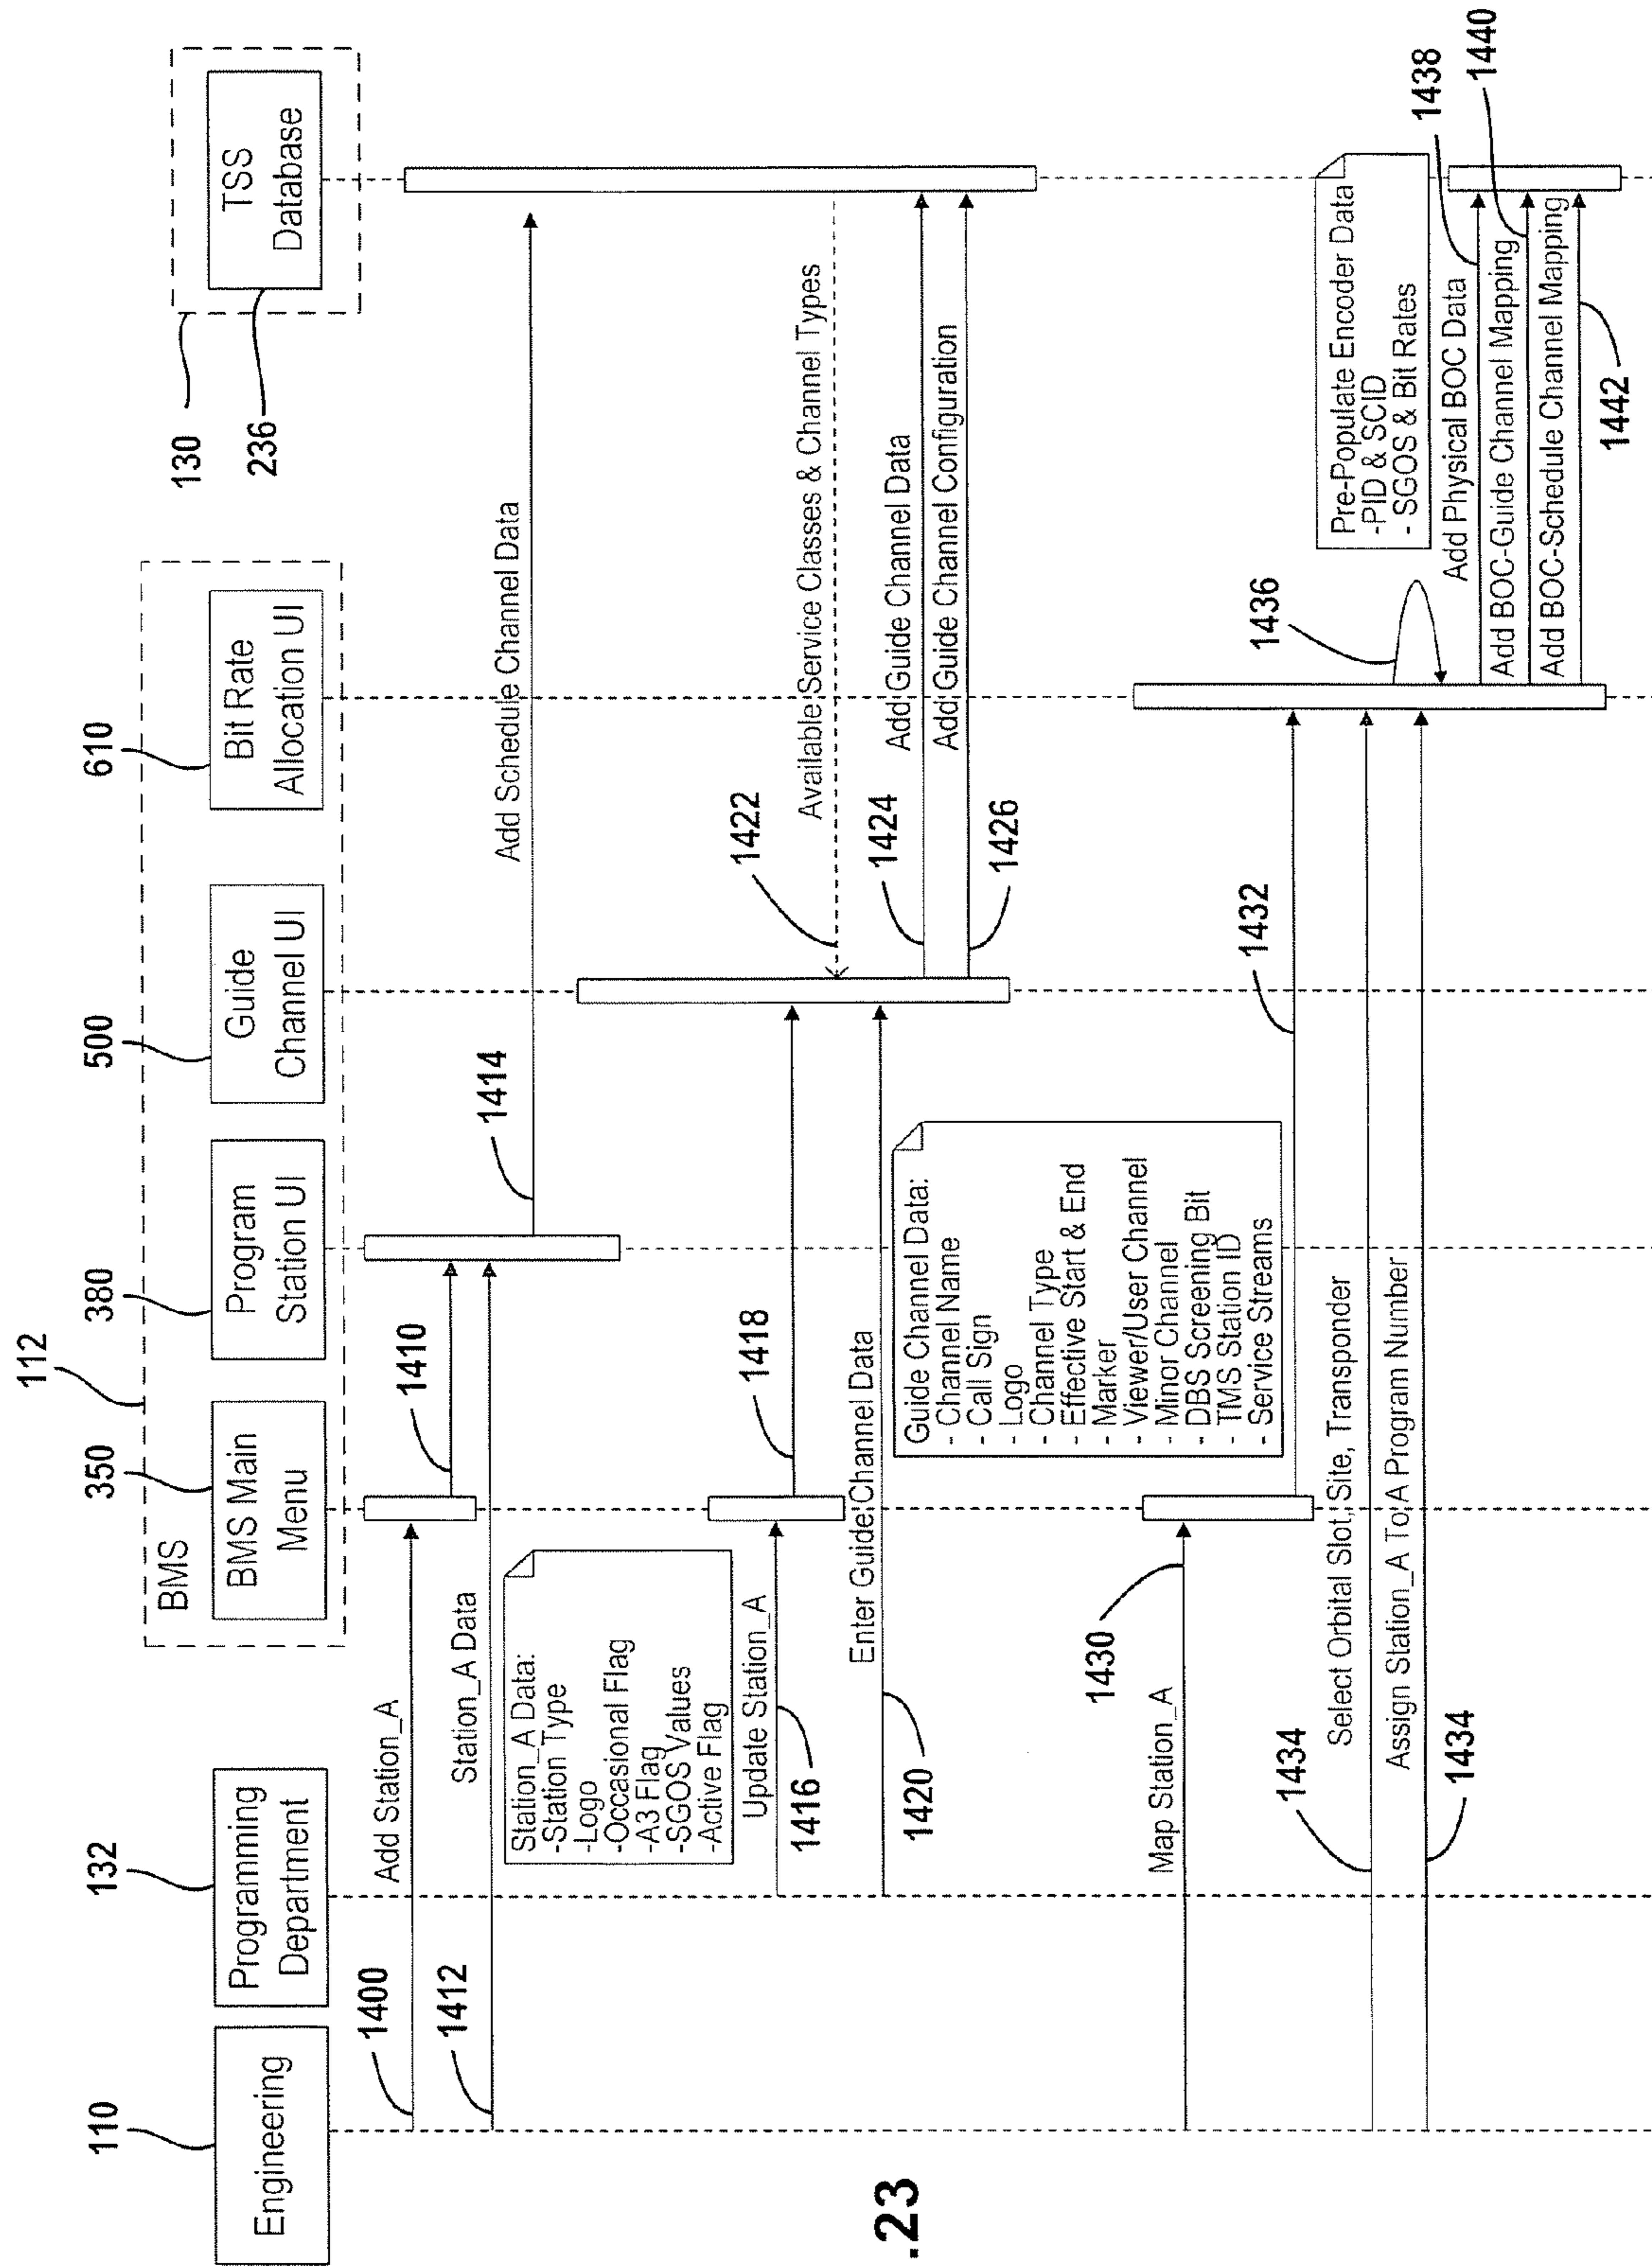 110
Engineering
132
Programming
Department
112
BMS
350
BMS Main
Menu
380
Program
Station UI
500
Guide
Channel UI
610
Bit Rate
Allocation UI
130
236
TSS
Database
1400
Add Station_A
1410
1412
Station_A Data
1414
Add Schedule Channel Data
Station_A Data:
-Station Type
-Logo
-Occasional Flag
-A3 Flag
-SGOS Values
-Active Flag
Update Station_A
1416
1418
1422
Available Service Classes & Channel Types
Enter Guide Channel Data
1420
1424
Add Guide Channel Data
Add Guide Channel Configuration
1426
Guide Channel Data:
- Channel Name
- Call Sign
- Logo
- Channel Type
- Effective Start & End
- Marker
- Viewer/User Channel
- Minor Channel
- DBS Screening Bit
- TMS Station ID
- Service Streams
Map Station_A
1430
1432
1434
Select Orbital Slot, Site, Transponder
Assign Station_A To A Program Number
1434
1436
Pre-Populate Encoder Data
-PID & SCID
- SGOS & Bit Rates
Add Physical BOC Data
1438
Add BOC-Guide Channel Mapping
1440
Add BOC-Schedule Channel Mapping
1442
.23